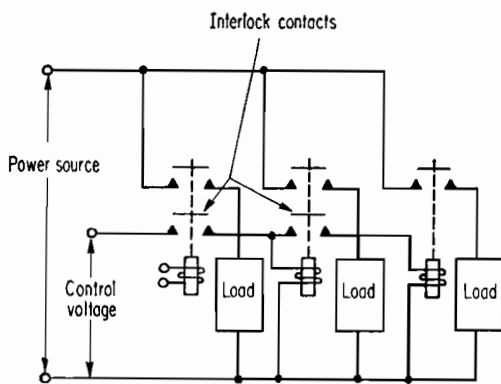 Interlock contacts
Power source
Control
voltage
Load
Load
Load